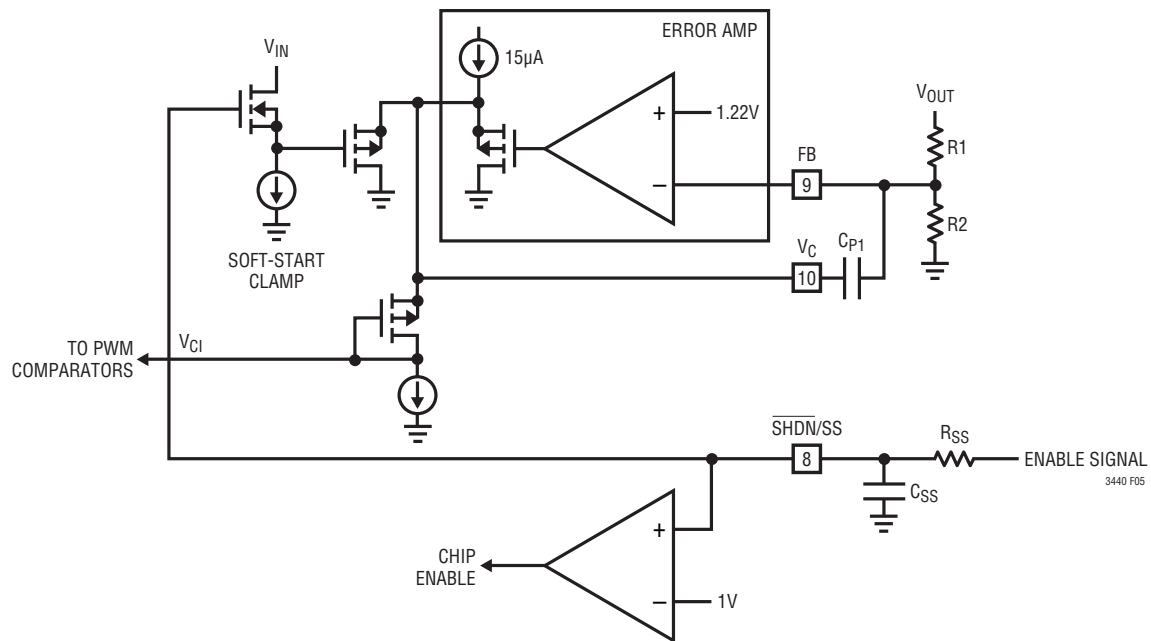 ERROR AMP
V_IN
15µA
+
1.22V
V_OUT
R1
FB
9
–
R2
SOFT-START
CLAMP
V_C
10
C_P1
V_CI
TO PWM
COMPARATORS
SHDN/SS
8
R_SS
ENABLE SIGNAL
3440 F05
C_SS
+
CHIP
ENABLE
–
1V